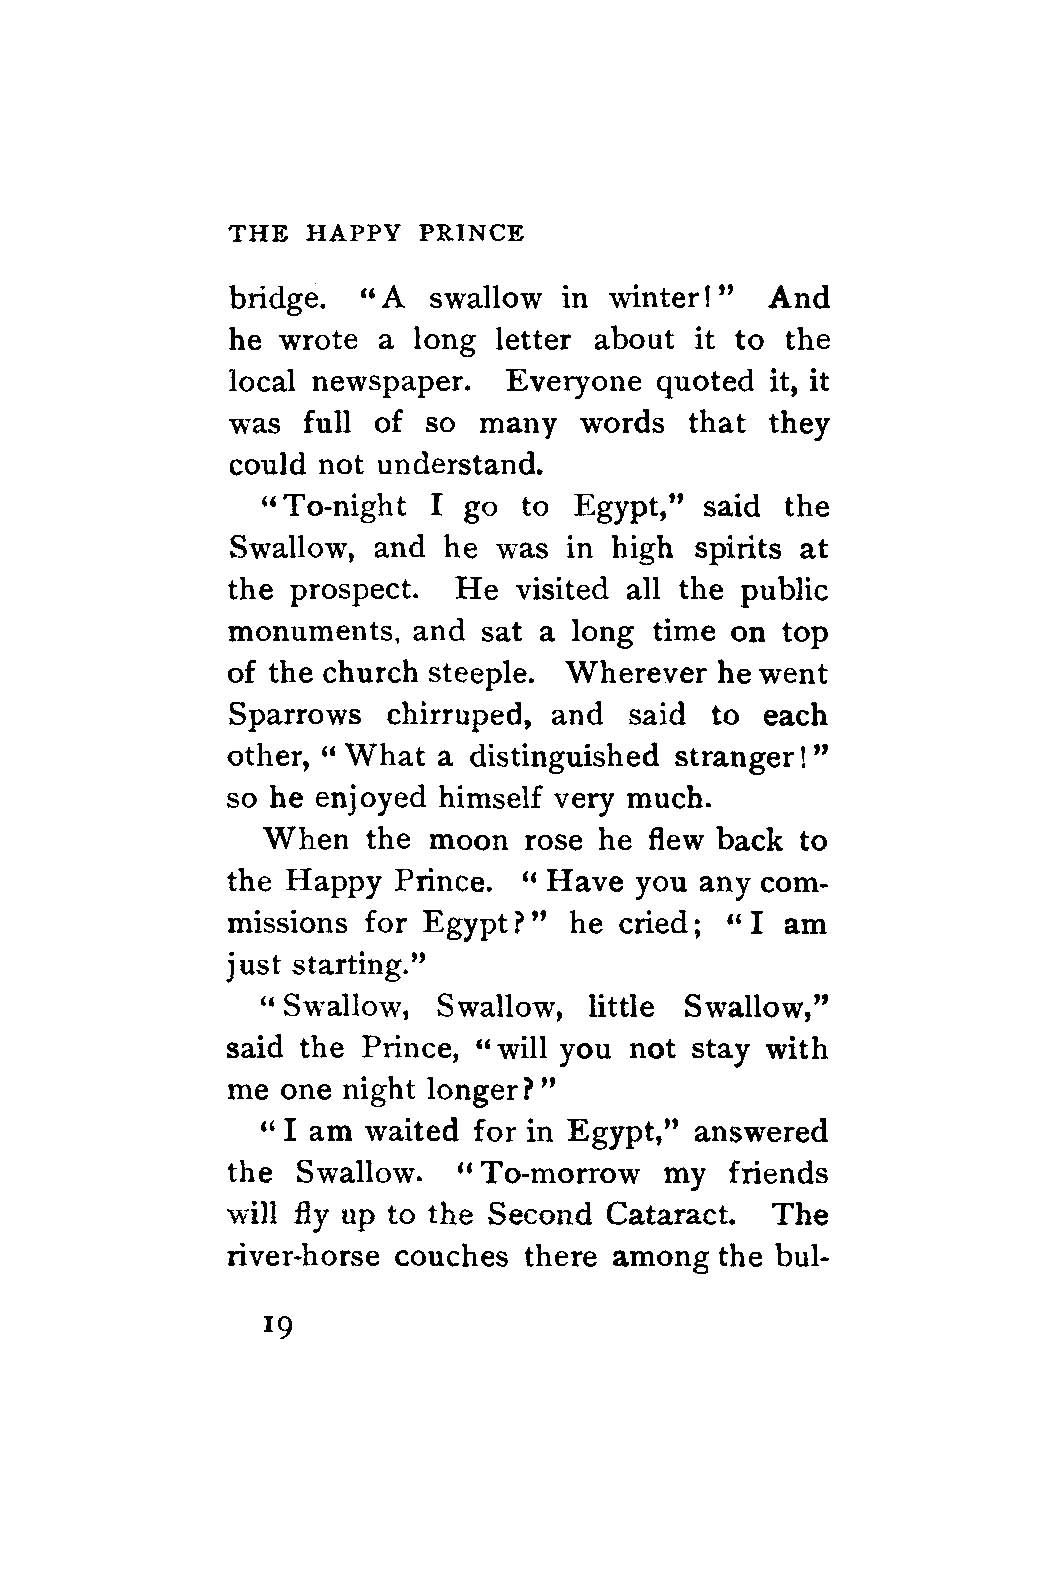 THE HAPPY PRINCE
bridge. "A swallow in winter!" And
he wrote a long letter about it to the
local newspaper. Everyone quoted it, it
was full of so many words that they
could not understand.
"To-night I go to Egypt," said the
Swallow, and he was in high spirits at
the prospect. He visited all the public
monuments, and sat a long time on top
of the church steeple. Wherever he went
Sparrows chirruped, and said to each
other, "What a distinguished stranger!"
so he enjoyed himself very much.
When the moon rose he flew back to
the Happy Prince. "Have you any com-
missions for Egypt?" he cried; "I am
just starting."
"Swallow, Swallow, little Swallow,"
said the Prince, "will you not stay with
me one night longer?"
"I am waited for in Egypt," answered
the Swallow. "To-morrow my friends
will fly up to the Second Cataract. The
river-horse couches there among the bul-
19